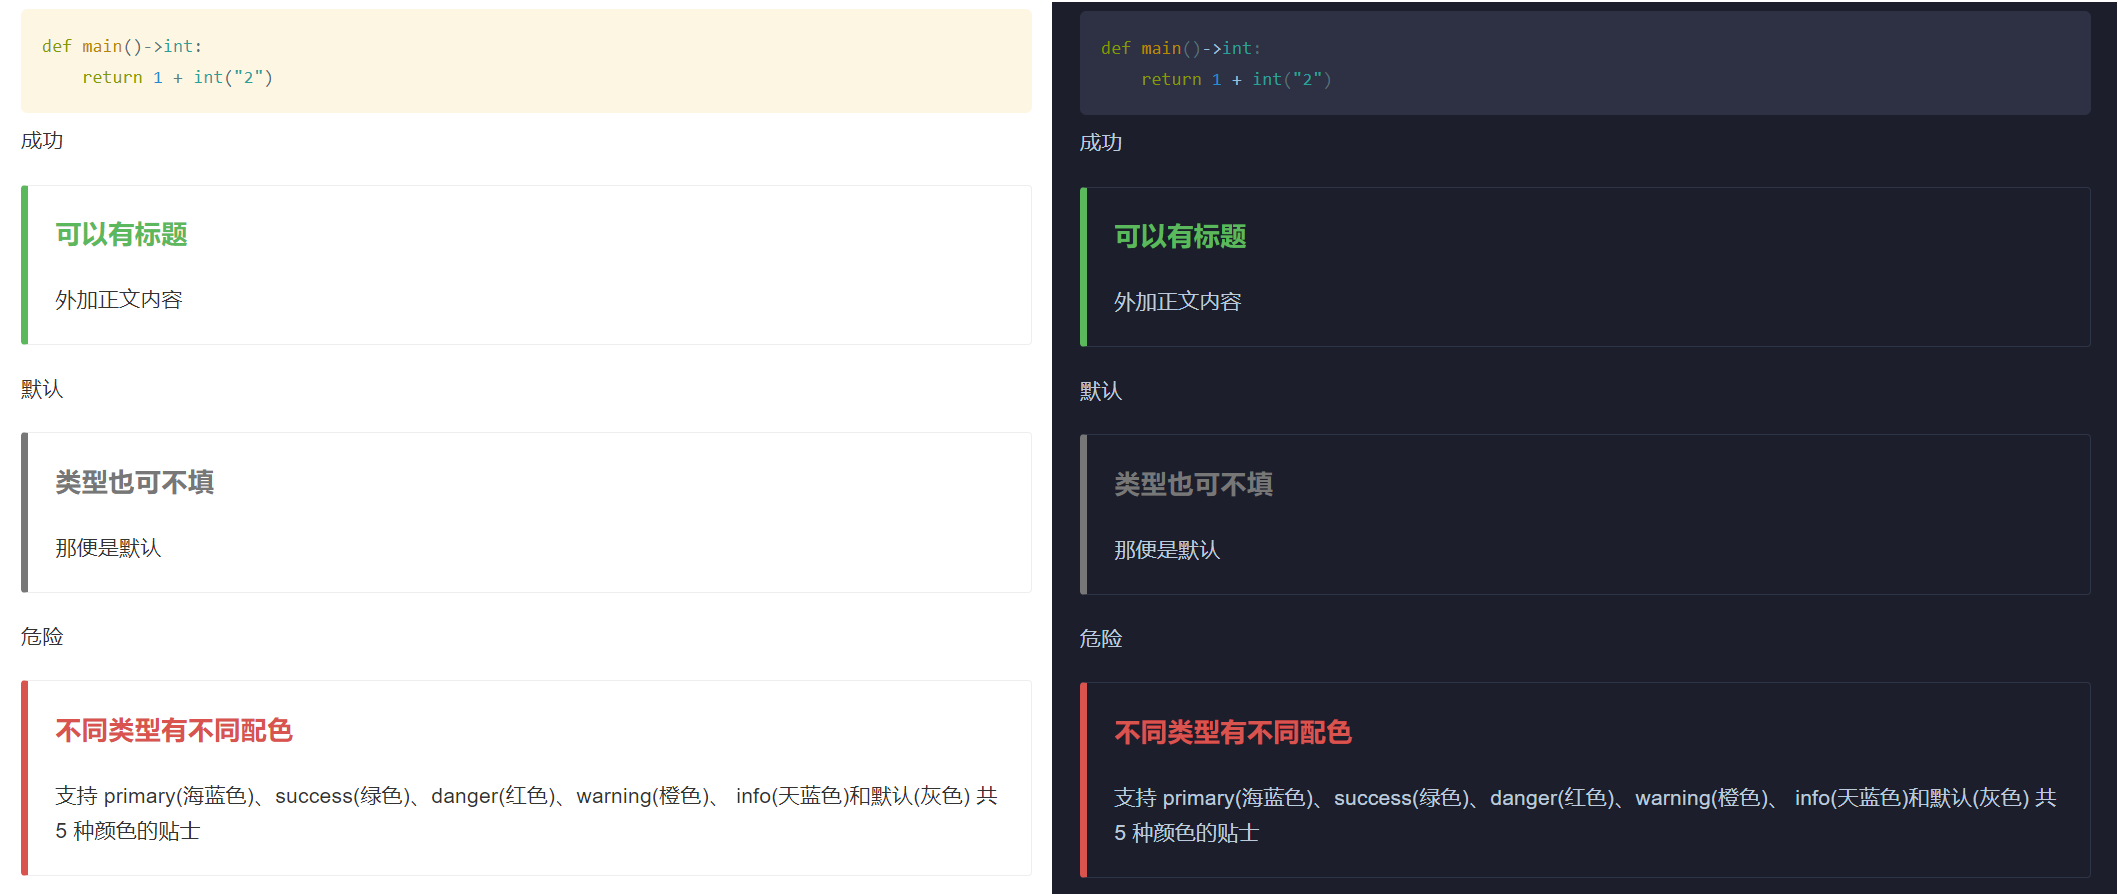 def main()->int:
    return 1 + int("2")
成功
可以有标题
外加正文内容
默认
类型也可不填
那便是默认
危险
不同类型有不同配色
支持 primary(海蓝色)、success(绿色)、danger(红色)、warning(橙色)、 info(天蓝色)和默认(灰色) 共
5 种颜色的贴士
def main()->int:
    return 1 + int("2")
成功
可以有标题
外加正文内容
默认
类型也可不填
那便是默认
危险
不同类型有不同配色
支持 primary(海蓝色)、success(绿色)、danger(红色)、warning(橙色)、 info(天蓝色)和默认(灰色) 共
5 种颜色的贴士